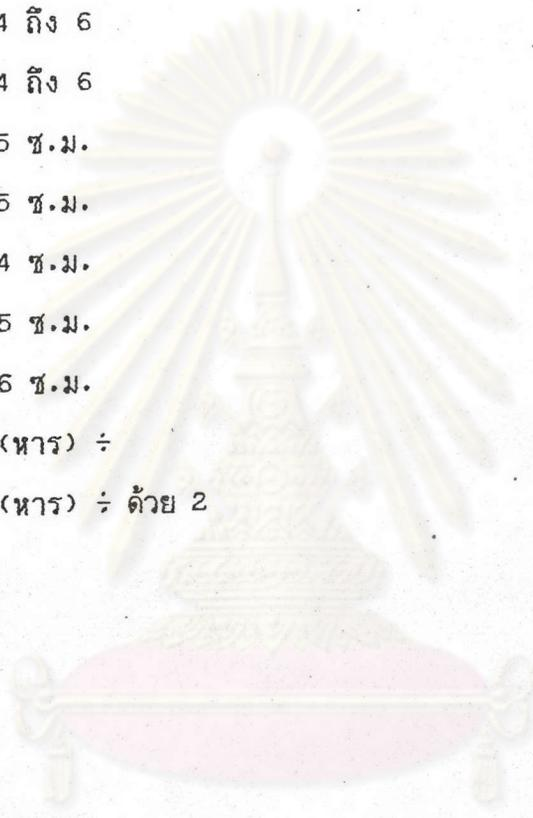 4 ถึง 6
4 ถึง 6
5 ซ.ม.
5 ซ.ม.
4 ซ.ม.
5 ซ.ม.
6 ซ.ม.
(หาร) ÷
(หาร) ÷ ด้วย 2